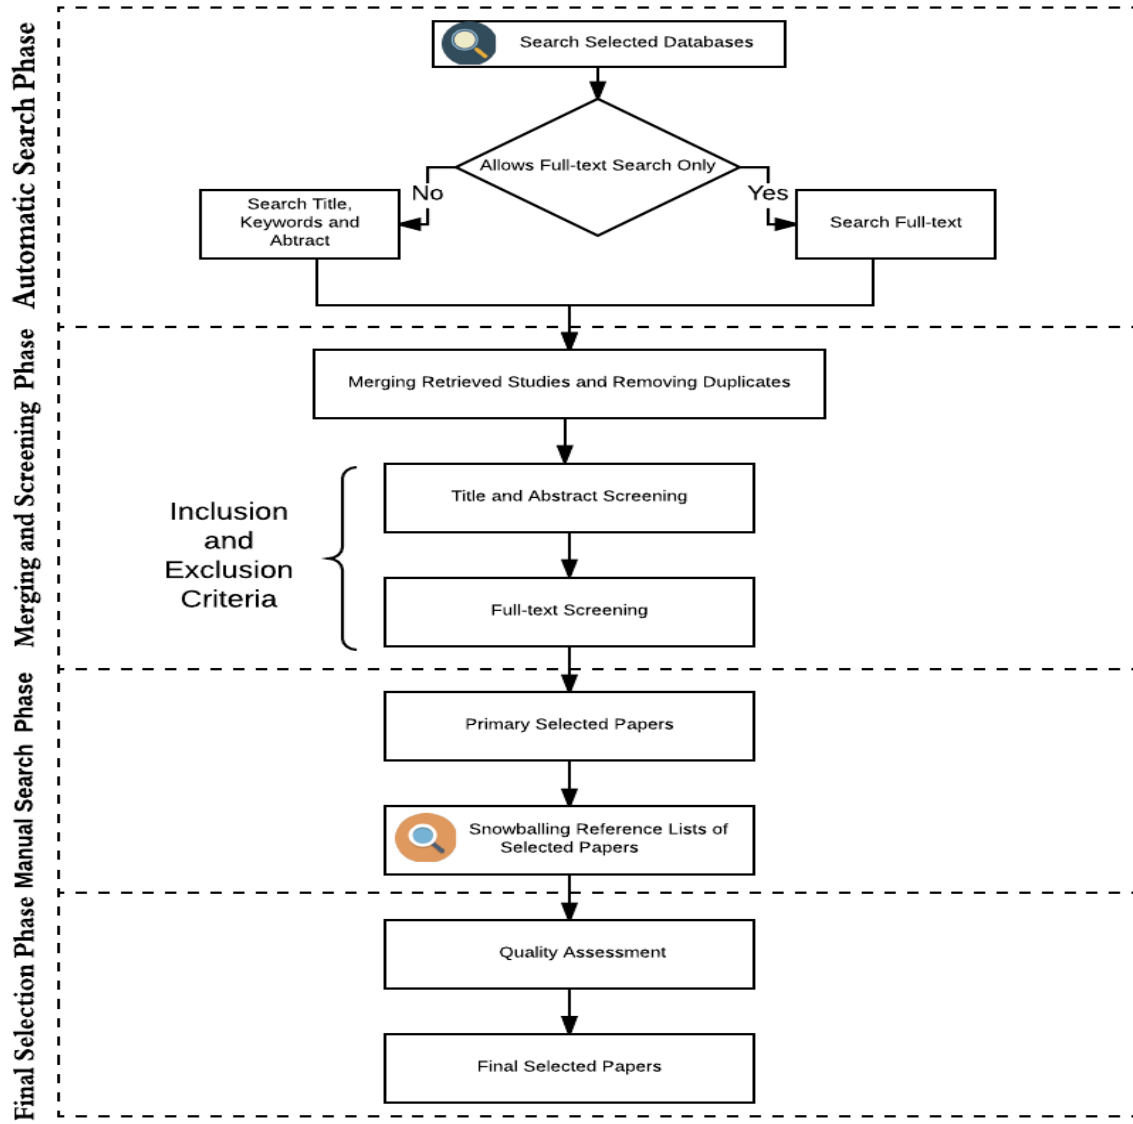 Automatic Search Phase
Search Selected Databases
Allows Full-text Search Only
No
Yes
Search Title,
Keywords and
Abtract
Search Full-text
Merging and Screening Phase
Merging Retrieved Studies and Removing Duplicates
Title and Abstract Screening
Inclusion
and
Exclusion
Criteria
Full-text Screening
Manual Search Phase
Primary Selected Papers
Snowballing Reference Lists of
Selected Papers
Final Selection Phase
Quality Assessment
Final Selected Papers